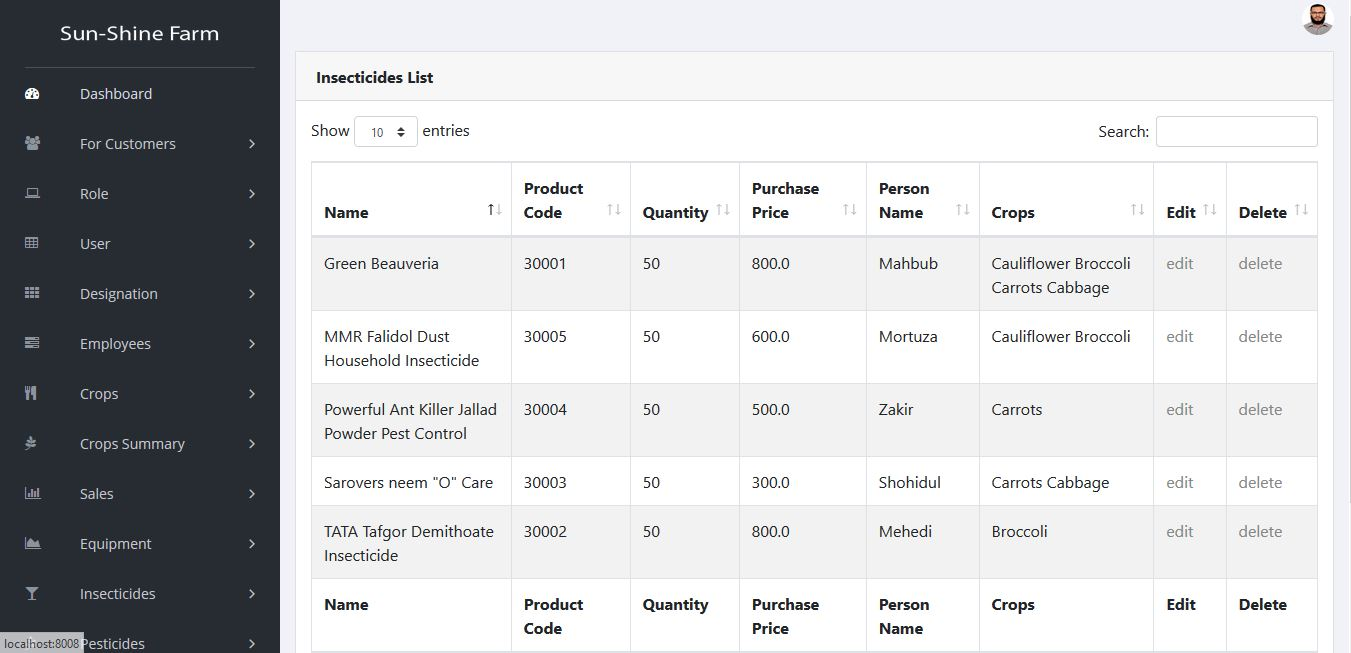 Sun-Shine Farm
Dashboard
For Customers
Role
User
Designation
Employees
Crops
Crops Summary
Sales
Equipment
Insecticides
Pesticides
localhost:8008
Insecticides List
Show 10 entries
Search:
Name Product Code Quantity Purchase Price Person Name Crops Edit Delete
Green Beauveria 30001 50 800.0 Mahbub Cauliflower Broccoli edit delete
Carrots Cabbage
MMR Falidol Dust 30005 50 600.0 Mortuza Cauliflower Broccoli edit delete
Household Insecticide
Powerful Ant Killer Jallad 30004 50 500.0 Zakir Carrots edit delete
Powder Pest Control
Sarovers neem "O" Care 30003 50 300.0 Shohidul Carrots Cabbage edit delete
TATA Tafgor Demithoate 30002 50 800.0 Mehedi Broccoli edit delete
Insecticide
Name Product Code Quantity Purchase Price Person Name Crops Edit Delete